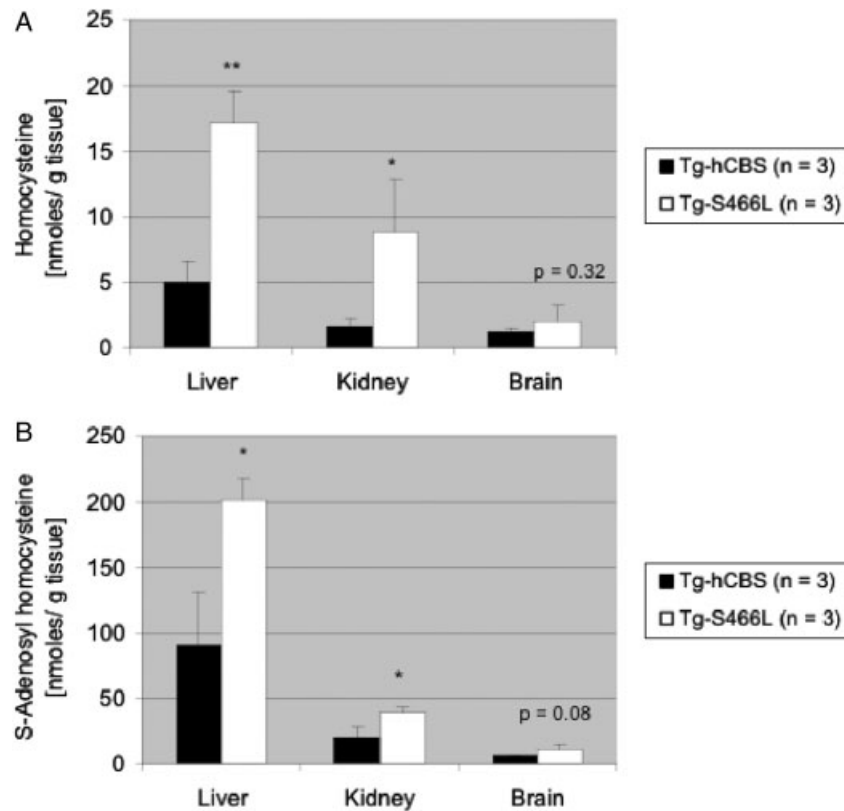 A
Homocysteine
[nmoles/ g tissue]
25
20
15
10
5
0
**
*
p = 0.32
Liver Kidney Brain
Tg-hCBS (n = 3)
Tg-S466L (n = 3)
B
S-Adenosyl homocysteine
[nmoles/ g tissue]
250
200
150
100
50
0
*
*
p = 0.08
Liver Kidney Brain
Tg-hCBS (n = 3)
Tg-S466L (n = 3)